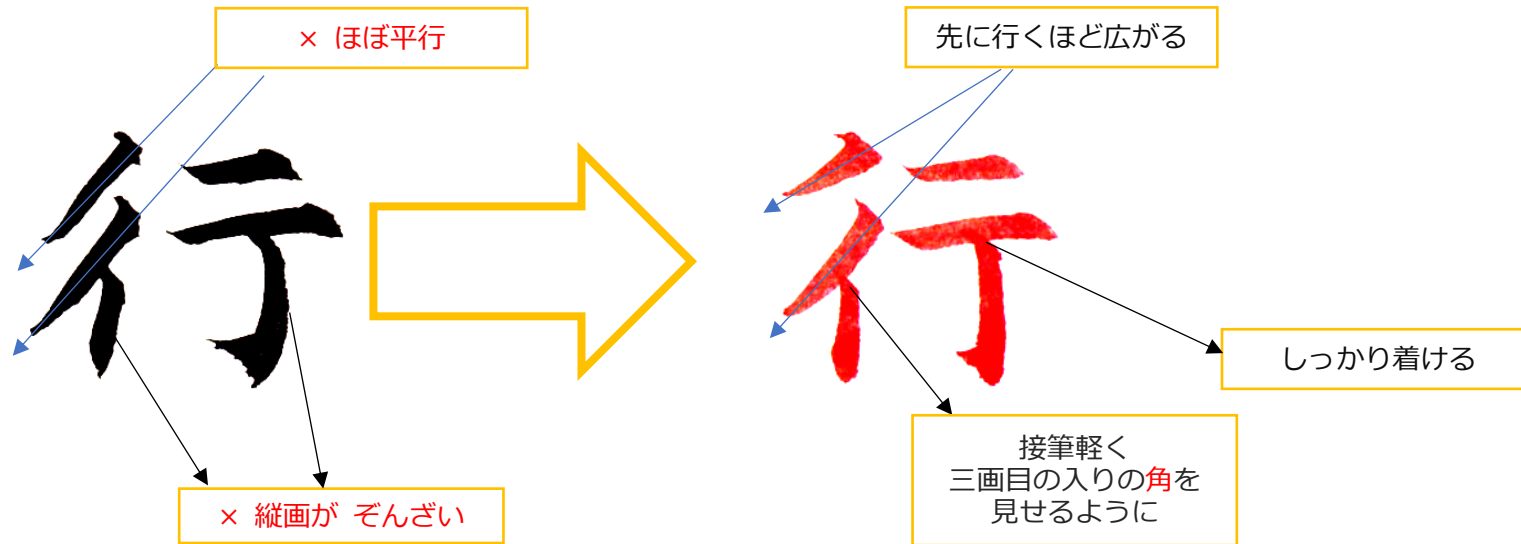 × ほぼ平行
先に行くほど広がる
行
行
しっかり着ける
接筆軽く
三画目の入りの角を
見せるように
× 縦画が ぞんざい